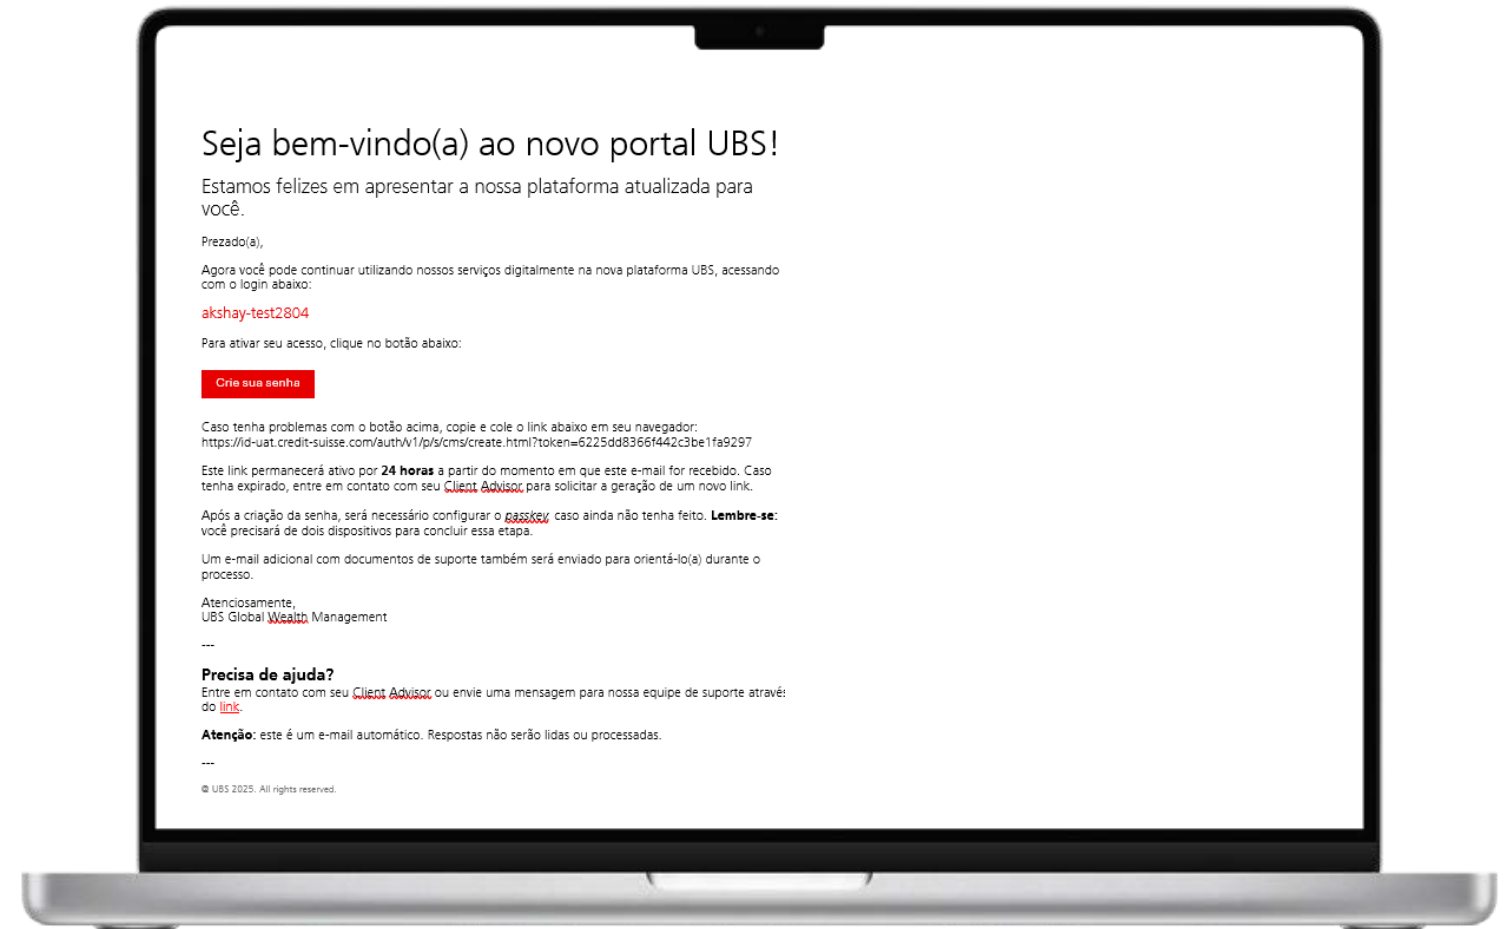 Seja bem-vindo(a) ao novo portal UBS!
Estamos felizes em apresentar a nossa plataforma atualizada para
você.
Prezado(a),
Agora você pode continuar utilizando nossos serviços digitalmente na nova plataforma UBS, acessando
com o login abaixo:
akshay-test2804
Para ativar seu acesso, clique no botão abaixo:
Crie sua senha
Caso tenha problemas com o botão acima, copie e cole o link abaixo em seu navegador:
https://id-uat.credit-suisse.com/auth/v1/p/s/cms/create.html?token=6225dd8366f442c3be1fa9297
Este link permanecerá ativo por 24 horas a partir do momento em que este e-mail for recebido. Caso
tenha expirado, entre em contato com seu Client Advisor para solicitar a geração de um novo link.
Após a criação da senha, será necessário configurar o passkey, caso ainda não tenha feito. Lembre-se:
você precisará de dois dispositivos para concluir essa etapa.
Um e-mail adicional com documentos de suporte também será enviado para orientá-lo(a) durante o
processo.
Atenciosamente,
UBS Global Wealth Management
---
Precisa de ajuda?
Entre em contato com seu Client Advisor ou envie uma mensagem para nossa equipe de suporte através
do link.
Atenção: este é um e-mail automático. Respostas não serão lidas ou processadas.
---
© UBS 2025. All rights reserved.